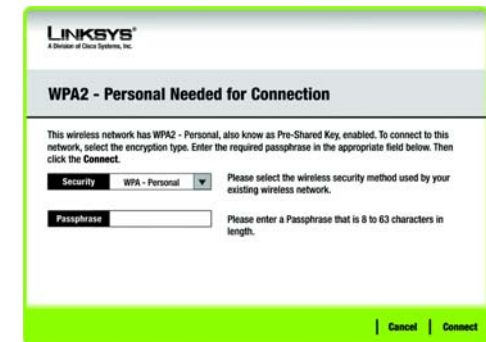 LINKSYS®
A Division of Cisco Systems, Inc.
WPA2 - Personal Needed for Connection
This wireless network has WPA2 - Personal, also know as Pre-Shared Key, enabled. To connect to this
network, select the encryption type. Enter the required passphrase in the appropriate field below. Then
click the Connect.
Security WPA - Personal Please select the wireless security method used by your
existing wireless network.
Passphrase Please enter a Passphrase that is 8 to 63 characters in
length.
Cancel Connect